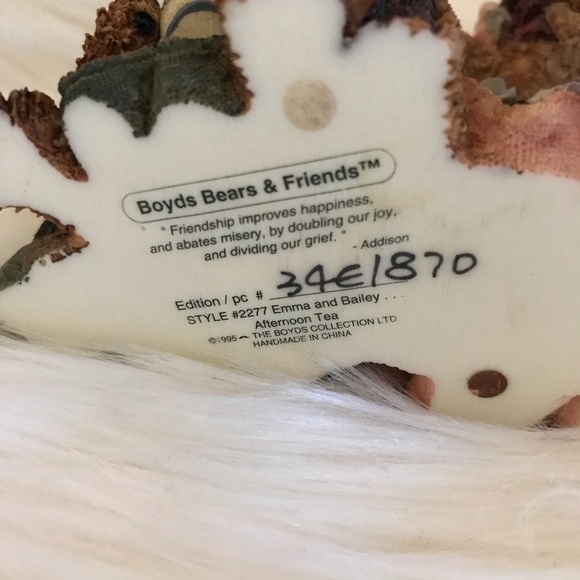 Boyds Bears & Friends™
" Friendship improves happiness,
and abates misery, by doubling our joy,
and dividing our grief. "
- Addison
Edition / pc # 34E1870
STYLE #2277 Emma and Bailey . . .
Afternoon Tea
©1995 THE BOYDS COLLECTION LTD
HANDMADE IN CHINA